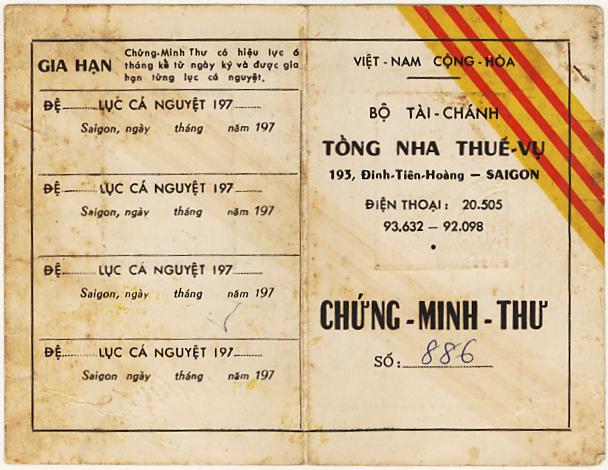 GIA HẠN
Chứng-Minh Thư có hiệu lực 6
tháng kể từ ngày ký và được gia
hạn từng lục cá nguyệt.
ĐỆ.......... LỤC CÁ NGUYỆT 197..........
Saigon, ngày tháng năm 197
ĐỆ.......... LỤC CÁ NGUYỆT 197..........
Saigon, ngày tháng năm 197
ĐỆ.......... LỤC CÁ NGUYỆT 197..........
Saigon, ngày tháng năm 197
ĐỆ.......... LỤC CÁ NGUYỆT 197..........
Saigon ngày tháng năm 197
VIỆT-NAM CỘNG-HÒA
BỘ TÀI-CHÁNH
TỔNG NHA THUẾ-VỤ
193, Đinh-Tiên-Hoàng — SAIGON
ĐIỆN THOẠI: 20.505
93.632 — 92.098
CHỨNG-MINH-THƯ
SỐ: 886